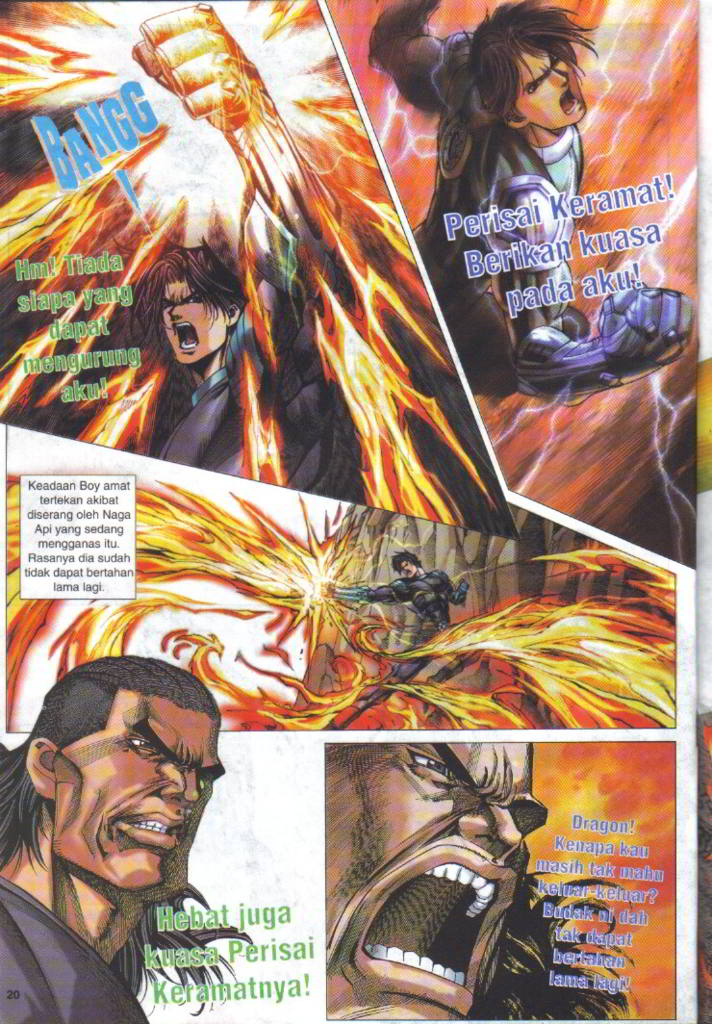 BANGG
!
Hm! Tiada
siapa yang
dapat
mengurung
aku!
Perisai Keramat!
Berikan kuasa
pada aku!
Keadaan Boy amat
tertekan akibat
diserang oleh Naga
Api yang sedang
mengganas itu.
Rasanya dia sudah
tidak dapat bertahan
lama lagi.
Hebat juga
kuasa Perisai
Keramatnya!
Dragon!
Kenapa kau
masih tak mahu
keluar-keluar?
Budak ni dah
tak dapat
bertahan
lama lagi!
20